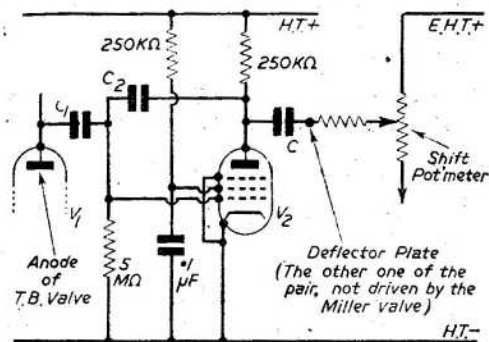 H.T.+
E.H.T.+
250KΩ
250KΩ
C2
C1
C
Shift
Pot'meter
V1
V2
Anode
of
T.B. Valve
5
MΩ
·1
μF
Deflector Plate
(The other one of the
pair, not driven by the
Miller valve)
H.T.-